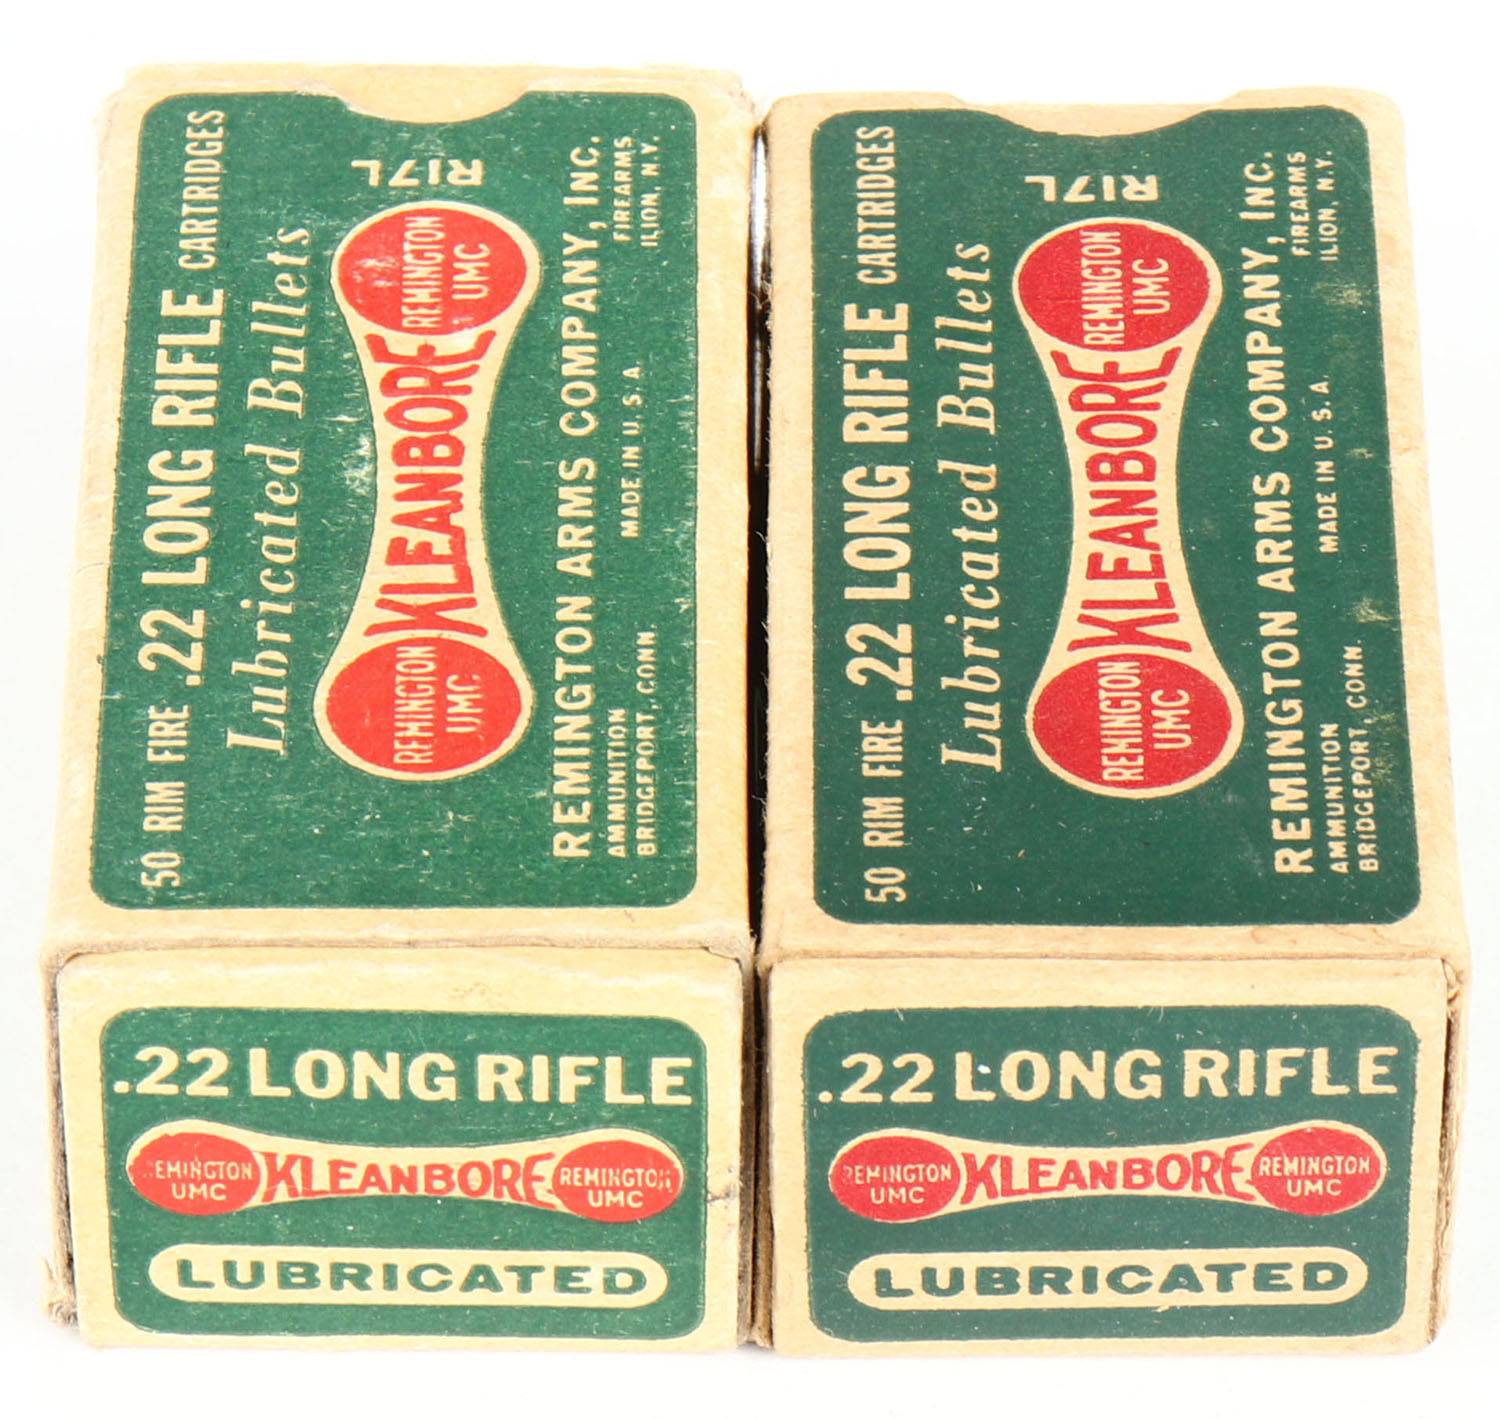 50 RIM FIRE .22 LONG RIFLE CARTRIDGES
Lubricated Bullets
REMINGTON
UMC
KLEANBORE
REMINGTON
UMC
R17L
REMINGTON ARMS COMPANY, INC.
AMMUNITION
BRIDGEPORT, CONN.
MADE IN U.S.A.
FIREARMS
ILION, N.Y.
.22 LONG RIFLE
REMINGTON
UMC
KLEANBORE
REMINGTON
UMC
LUBRICATED
50 RIM FIRE .22 LONG RIFLE CARTRIDGES
Lubricated Bullets
REMINGTON
UMC
KLEANBORE
REMINGTON
UMC
R17L
REMINGTON ARMS COMPANY, INC.
AMMUNITION
BRIDGEPORT, CONN.
MADE IN U.S.A.
FIREARMS
ILION, N.Y.
.22 LONG RIFLE
REMINGTON
UMC
KLEANBORE
REMINGTON
UMC
LUBRICATED